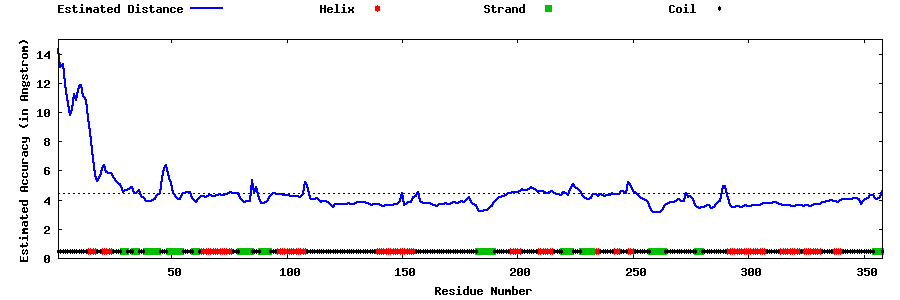 Estimated Distance Helix Strand Coil
Estimated Accuracy (in Angstrom)
14
12
10
8
6
4
2
0
50 100 150 200 250 300 350
Residue Number